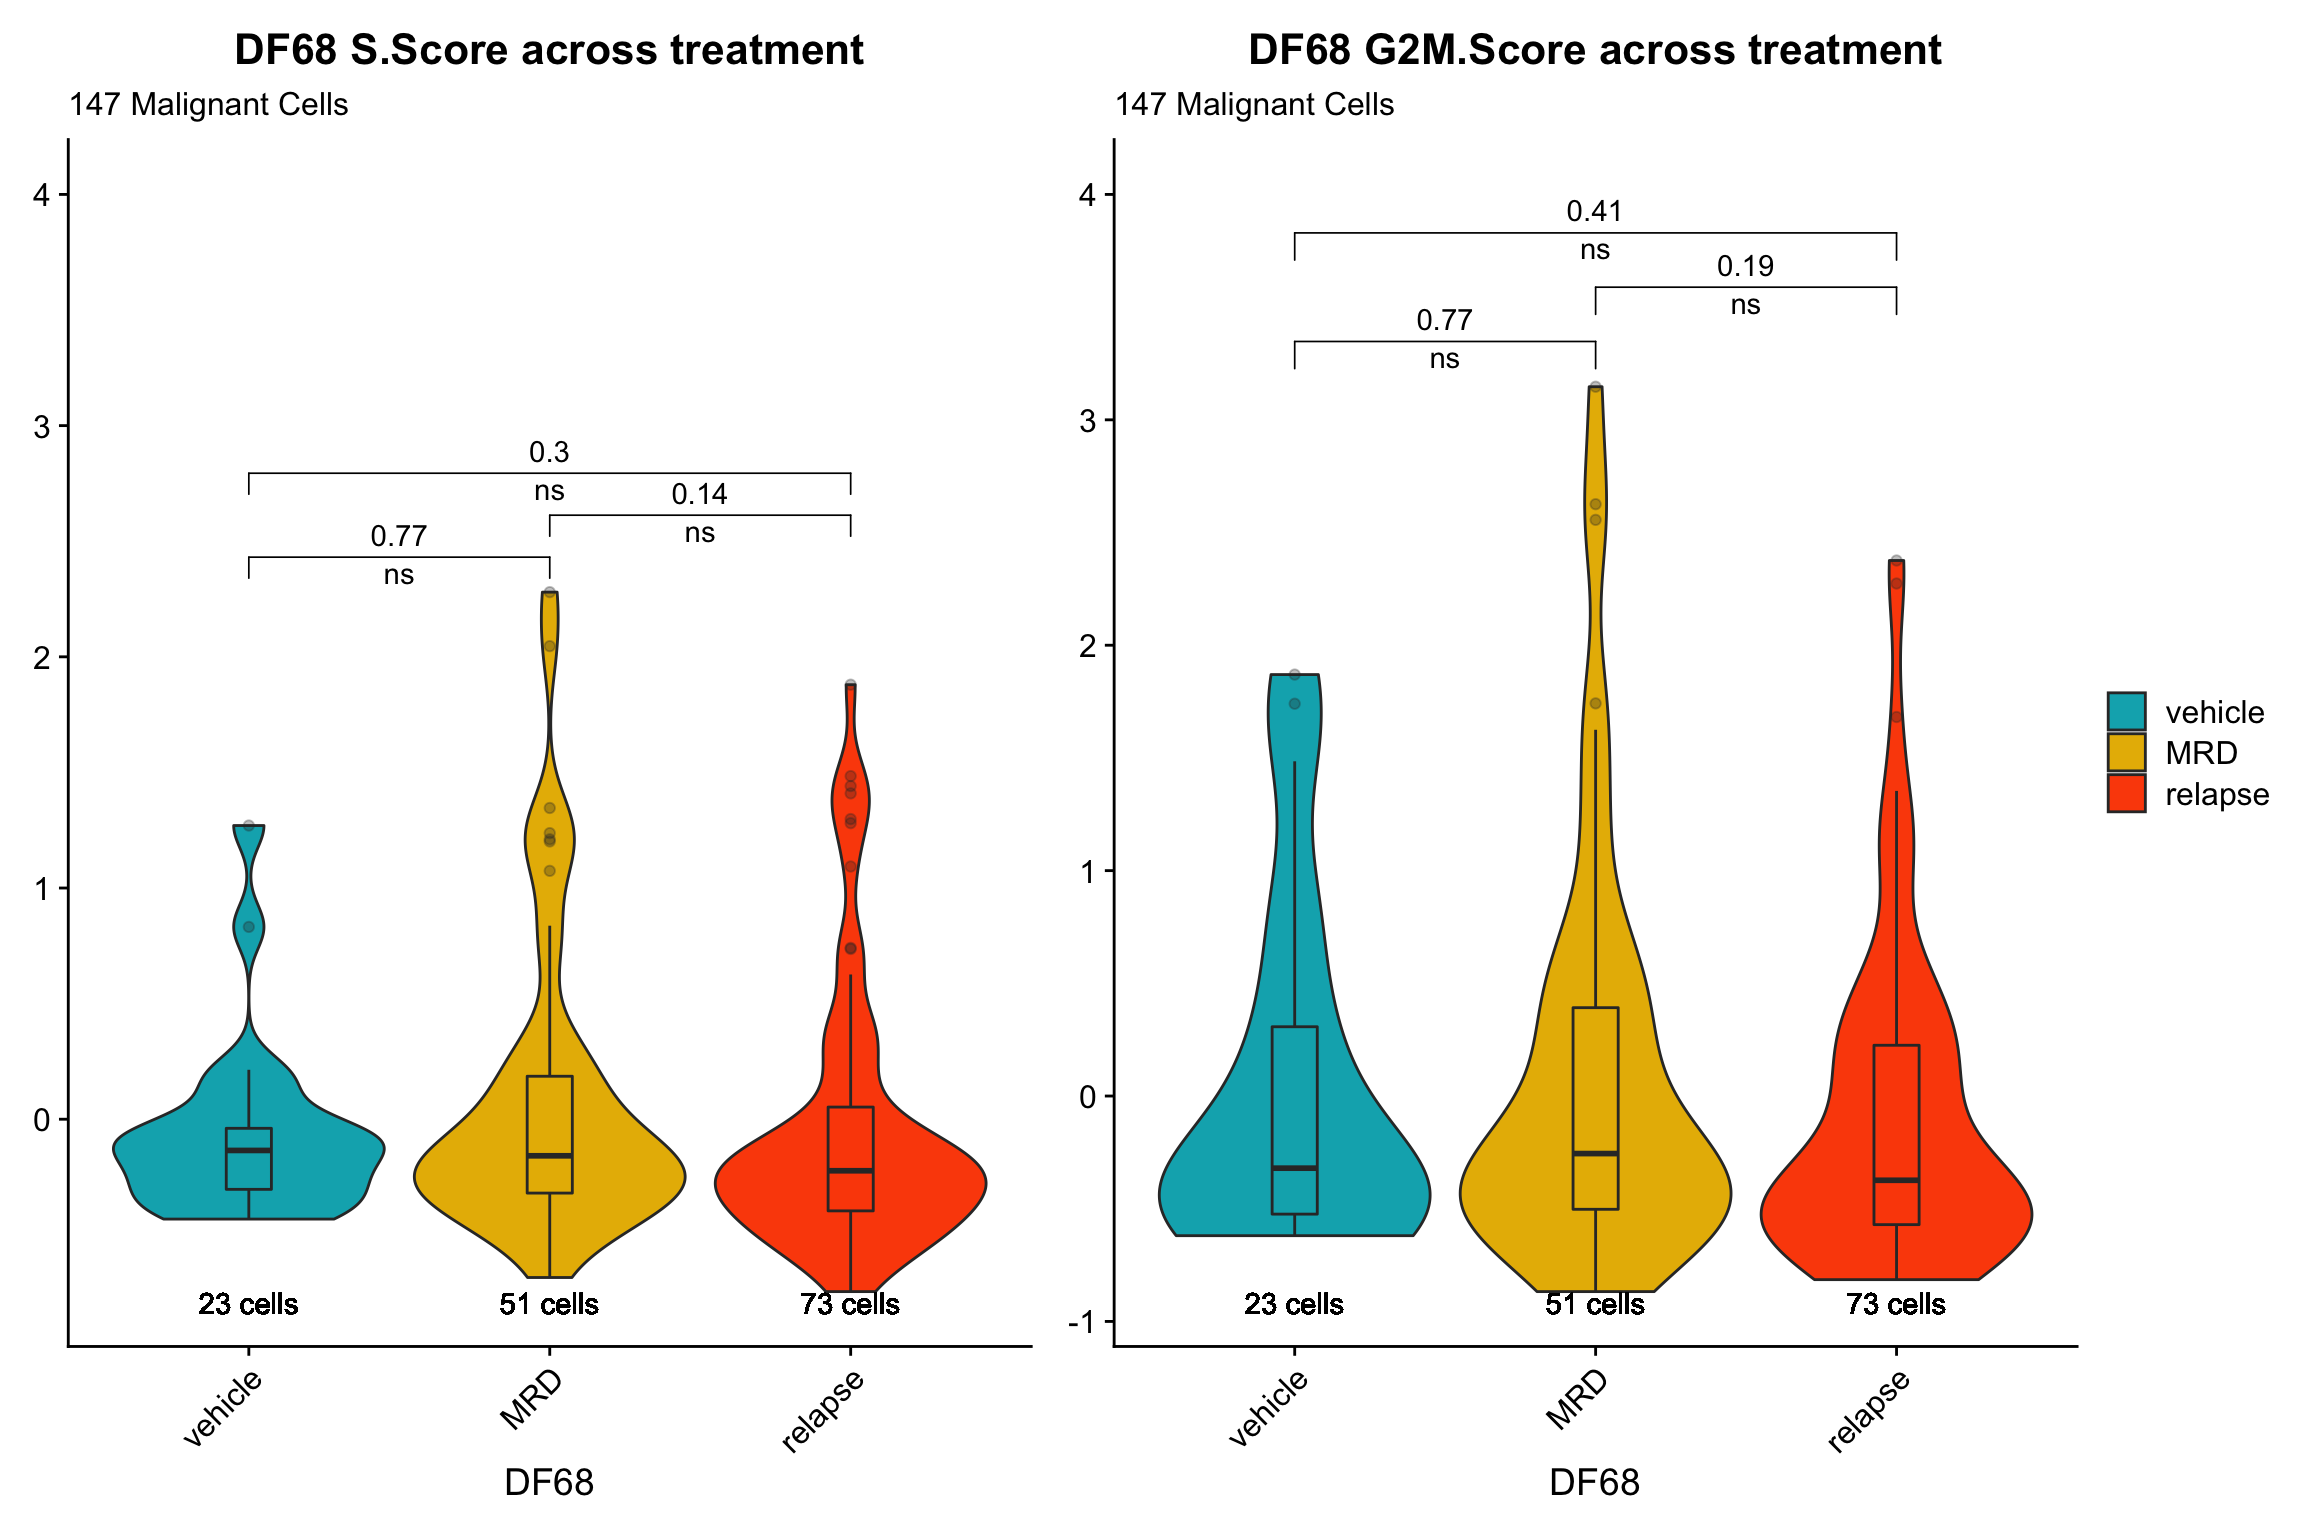 DF68 S.Score across treatment
147 Malignant Cells
4
3
2
1
0
0.3
ns
0.14
ns
0.77
ns
23 cells
51 cells
73 cells
vehicle
MRD
relapse
DF68
DF68 G2M.Score across treatment
147 Malignant Cells
4
3
2
1
0
-1
0.41
ns
0.19
ns
0.77
ns
23 cells
51 cells
73 cells
vehicle
MRD
relapse
DF68
vehicle
MRD
relapse